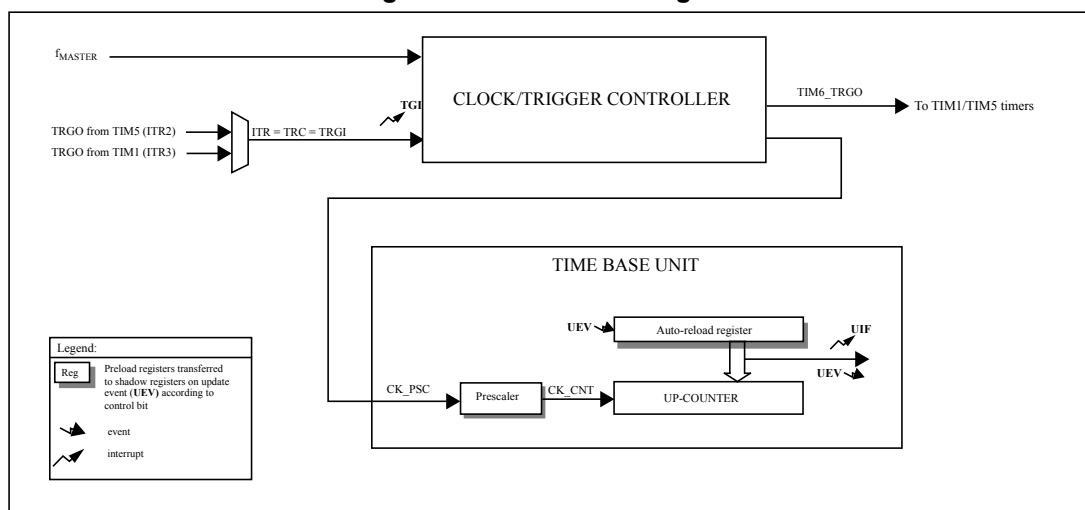 fMASTER
CLOCK/TRIGGER CONTROLLER
TGI
TIM6_TRGO
To TIM1/TIM5 timers
TRGO from TIM5 (ITR2)
TRGO from TIM1 (ITR3)
ITR = TRC = TRGI
TIME BASE UNIT
UEV
Auto-reload register
UIF
UEV
CK_PSC
Prescaler
CK_CNT
UP-COUNTER
Legend:
Reg
Preload registers transferred
to shadow registers on update
event (UEV) according to
control bit
event
interrupt